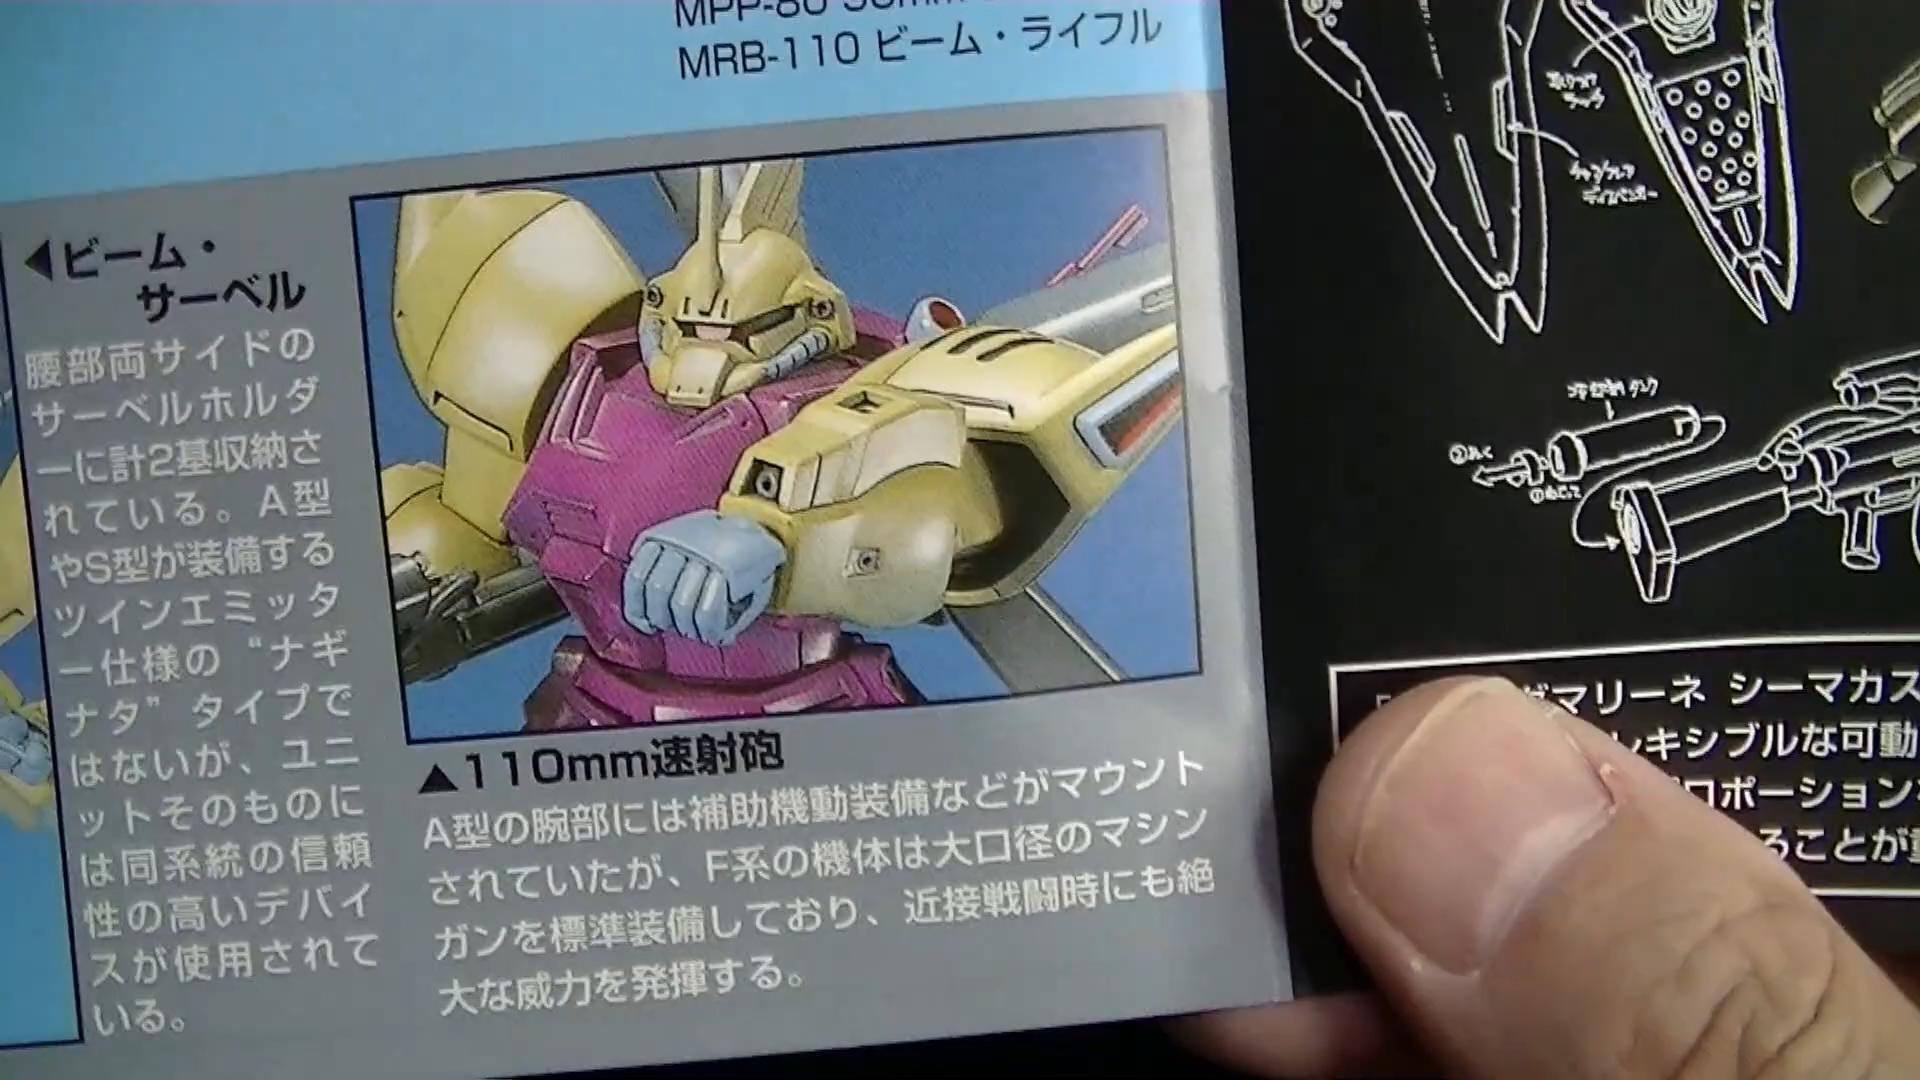 MRB-110 ビーム・ライフル
◀ビーム・
サーベル
腰部両サイドの
サーベルホルダ
ーに計2基収納さ
れている。A型
やS型が装備する
ツインエミッタ
ー仕様の“ナギ
ナタ”タイプで
はないが、ユニ
ットそのものに
は同系統の信頼
性の高いデバイ
スが使用されて
いる。
▲110mm速射砲
A型の腕部には補助機動装備などがマウント
されていたが、F系の機体は大口径のマシン
ガンを標準装備しており、近接戦闘時にも絶
大な威力を発揮する。
マリーネ シーマカス
キシブルな可動
ロポーション
ことが